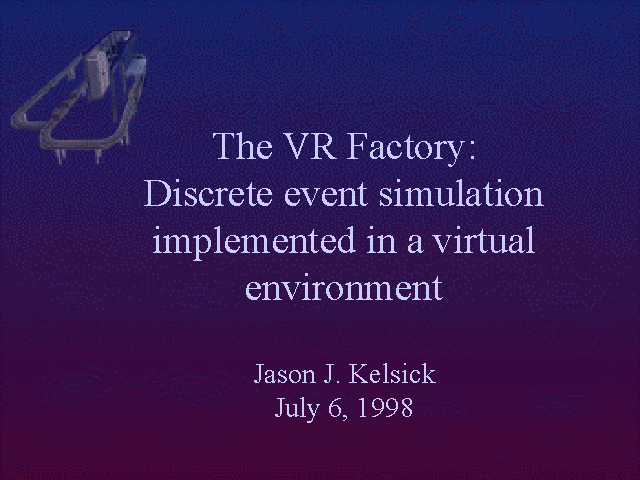 The VR Factory:
Discrete event simulation
implemented in a virtual
environment
Jason J. Kelsick
July 6, 1998